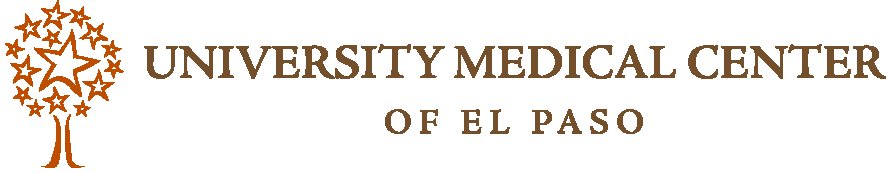 UNIVERSITY MEDICAL CENTER
OF EL PASO